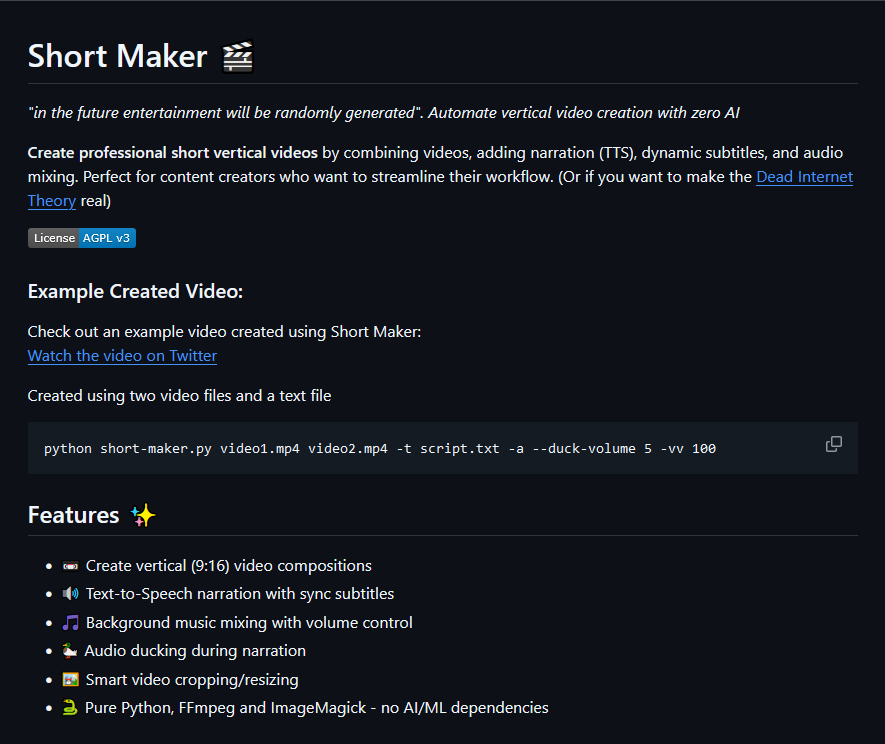 Short Maker 🎬
"in the future entertainment will be randomly generated". Automate vertical video creation with zero AI
Create professional short vertical videos by combining videos, adding narration (TTS), dynamic subtitles, and audio
mixing. Perfect for content creators who want to streamline their workflow. (Or if you want to make the Dead Internet
Theory real)
License AGPL v3
Example Created Video:
Check out an example video created using Short Maker:
Watch the video on Twitter
Created using two video files and a text file
python short-maker.py video1.mp4 video2.mp4 -t script.txt -a --duck-volume 5 -vv 100
Features ✨
• 📼 Create vertical (9:16) video compositions
• 🔊 Text-to-Speech narration with sync subtitles
• 🎵 Background music mixing with volume control
• 🦆 Audio ducking during narration
• 🖼️ Smart video cropping/resizing
• 🐍 Pure Python, FFmpeg and ImageMagick - no AI/ML dependencies